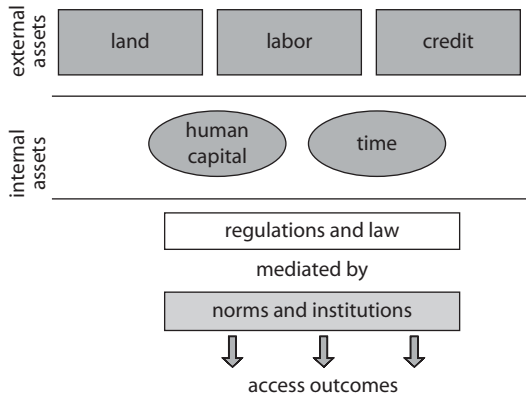 external
assets
land
labor
credit
internal
assets
human
capital
time
regulations and law
mediated by
norms and institutions
access outcomes